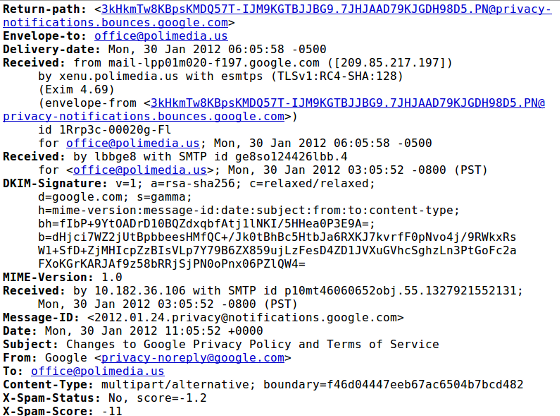 Return-path: <3kHkmTw8KBpsKMDQ57T-IJM9KGTBJJBG9.7JHJAAD79KJGDH98D5.PN@privacy-
notifications.bounces.google.com>
Envelope-to: office@polimedia.us
Delivery-date: Mon, 30 Jan 2012 06:05:58 -0500
Received: from mail-lpp01m020-f197.google.com ([209.85.217.197])
by xenu.polimedia.us with esmtps (TLSv1:RC4-SHA:128)
(Exim 4.69)
(envelope-from <3kHkmTw8KBpsKMDQ57T-IJM9KGTBJJBG9.7JHJAAD79KJGDH98D5.PN@
privacy-notifications.bounces.google.com>)
id 1Rrp3c-00020g-Fl
for office@polimedia.us; Mon, 30 Jan 2012 06:05:58 -0500
Received: by lbbge8 with SMTP id ge8so124426lbb.4
for <office@polimedia.us>; Mon, 30 Jan 2012 03:05:52 -0800 (PST)
DKIM-Signature: v=1; a=rsa-sha256; c=relaxed/relaxed;
d=google.com; s=gamma;
h=mime-version:message-id:date:subject:from:to:content-type;
bh=fIbP+9YtOADrD10BQZdxqbfAtj1lNKI/5HHea0P3E9A=;
b=dHjci7WZ2jUtBpbbeesHMfQC+/Jk0tBhBc5HtbJa6RXKJ7kvrfF0pNvo4j/9RWkxRs
Wl+SfD+ZjMHIcpZzBIsVLp7Y79B6ZX859ujLzFesD4ZD1JVXuGVhcSghzLn3PtGoFc2a
FXoKGrKARJAf9z58bRRjSjPN0oPnx06PZlQW4=
MIME-Version: 1.0
Received: by 10.182.36.106 with SMTP id p10mt46060652obj.55.1327921552131;
Mon, 30 Jan 2012 03:05:52 -0800 (PST)
Message-ID: <2012.01.24.privacy@notifications.google.com>
Date: Mon, 30 Jan 2012 11:05:52 +0000
Subject: Changes to Google Privacy Policy and Terms of Service
From: Google <privacy-noreply@google.com>
To: office@polimedia.us
Content-Type: multipart/alternative; boundary=f46d04447eeb67ac6504b7bcd482
X-Spam-Status: No, score=-1.2
X-Spam-Score: -11